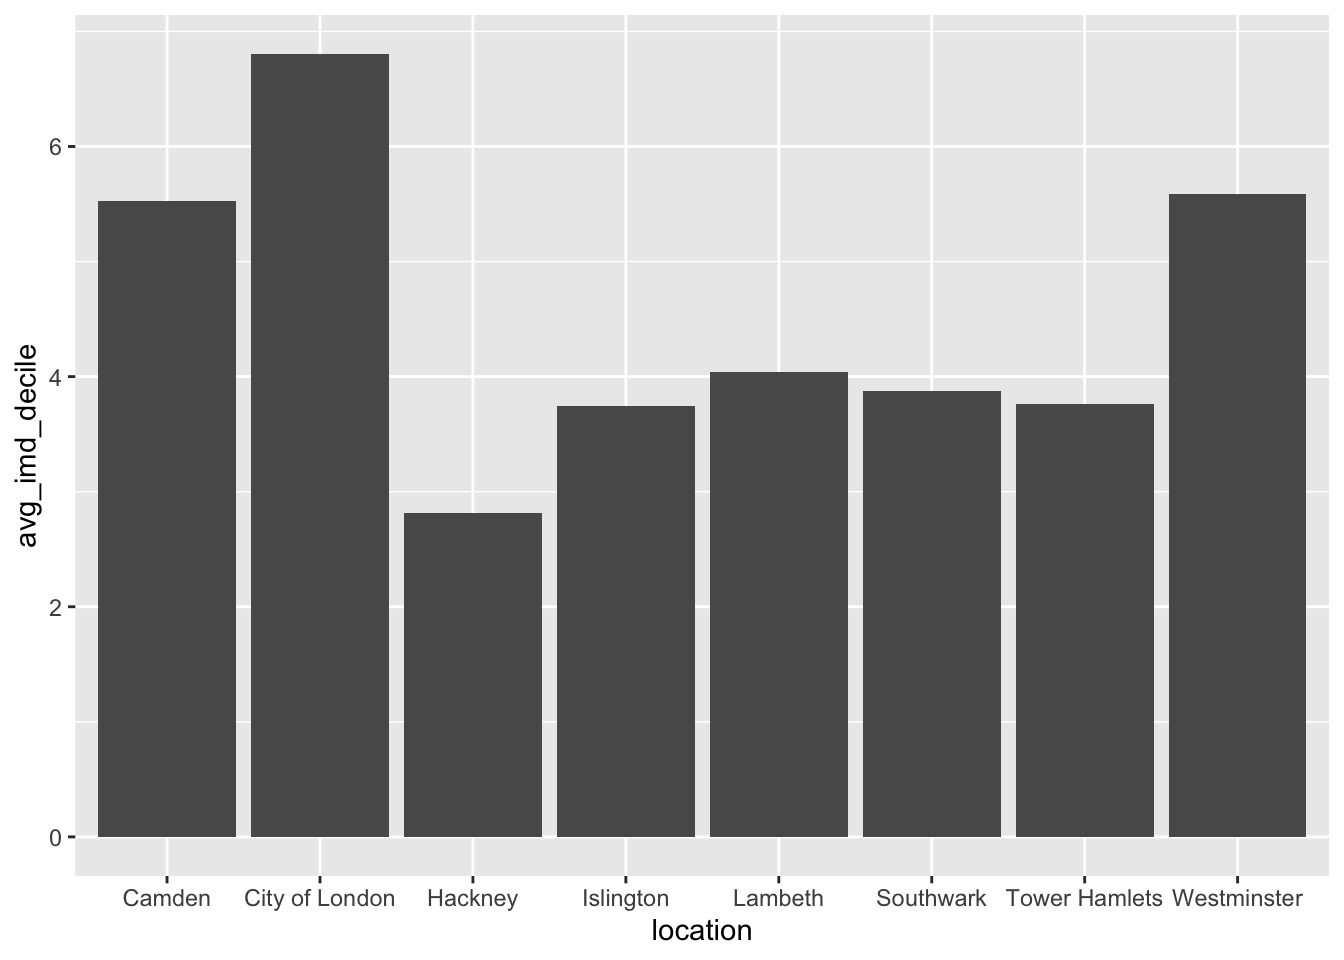 avg_imd_decile
6
4
2
0
Camden City of London Hackney Islington Lambeth Southwark Tower Hamlets Westminster
location